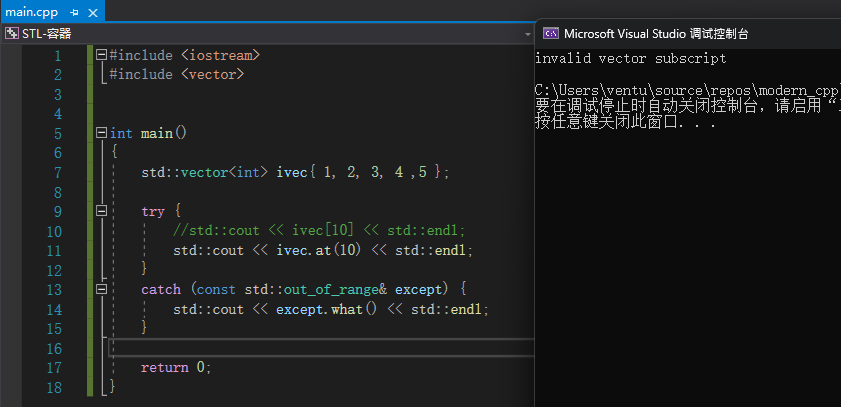 main.cpp
STL-容器
1 #include <iostream>
2 #include <vector>
3
4
5 int main()
6 {
7 std::vector<int> ivec{ 1, 2, 3, 4 ,5 };
8
9 try {
10 //std::cout << ivec[10] << std::endl;
11 std::cout << ivec.at(10) << std::endl;
12 }
13 catch (const std::out_of_range& except) {
14 std::cout << except.what() << std::endl;
15 }
16
17 return 0;
18 }
Microsoft Visual Studio 调试控制台
invalid vector subscript
C:\Users\ventu\source\repos\modern_cpp
要在调试停止时自动关闭控制台，请启用“
按任意键关闭此窗口. . .